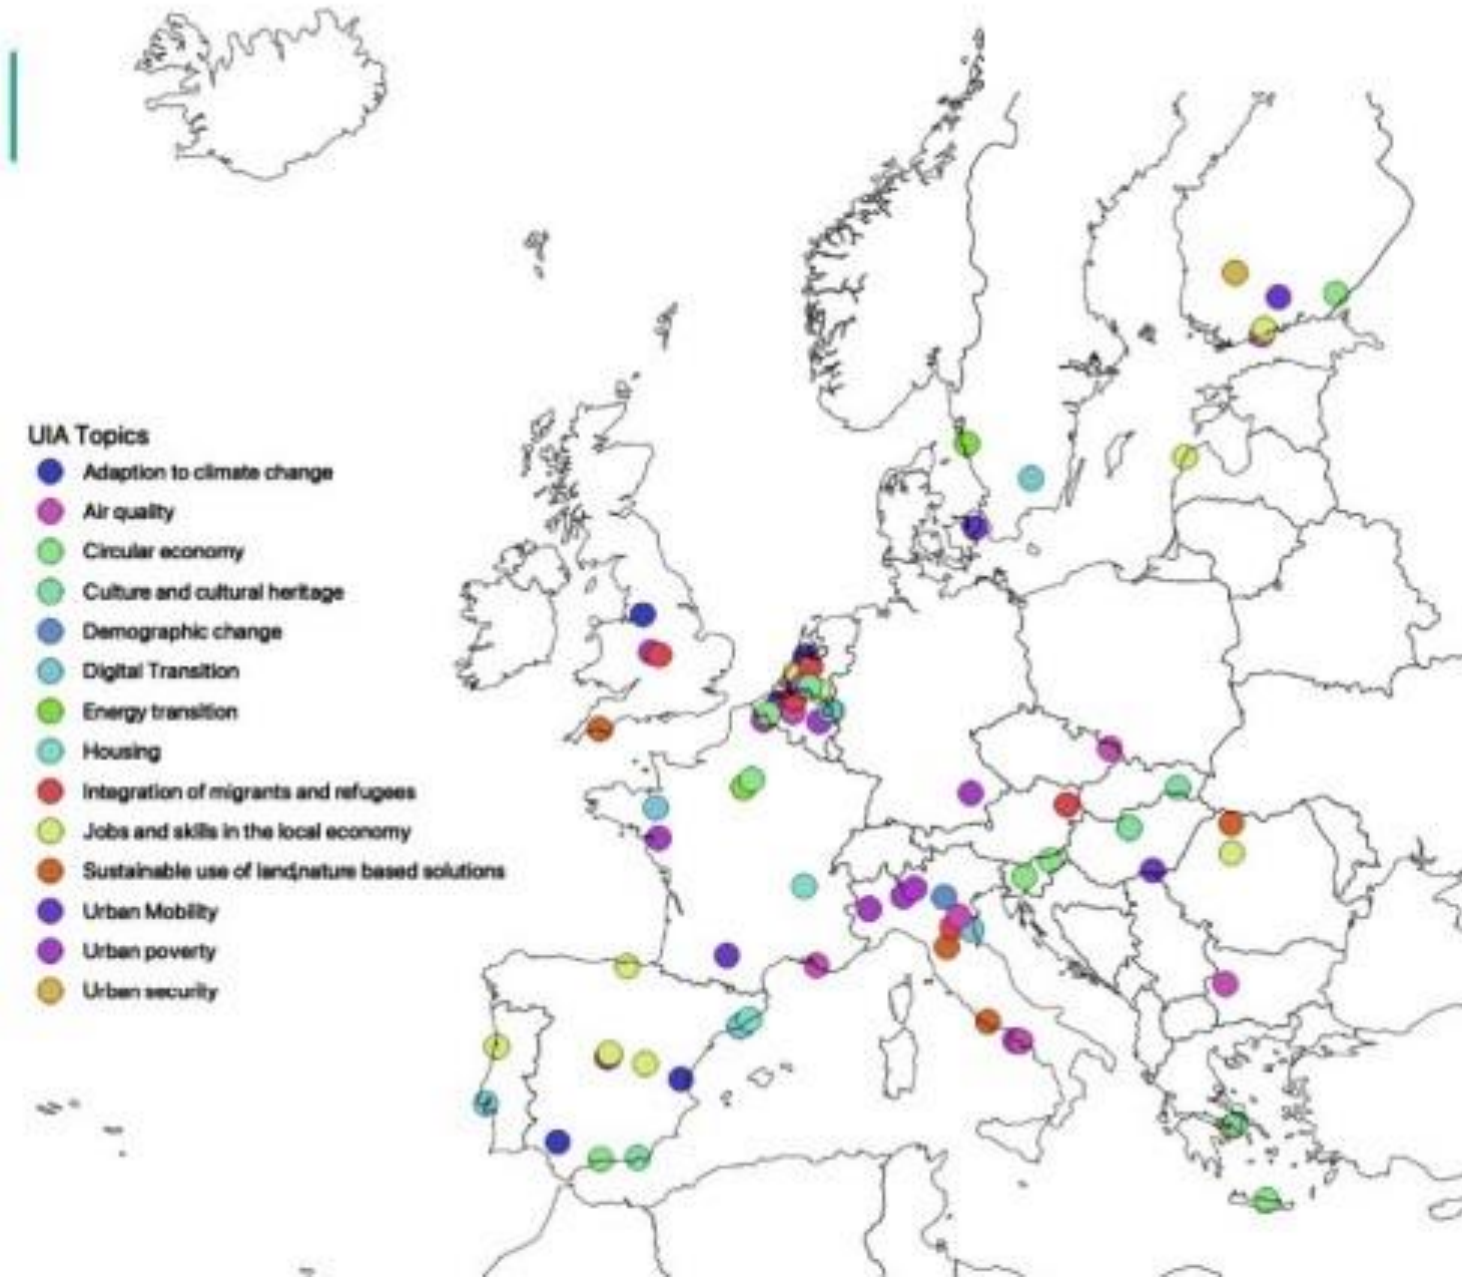 UIA Topics
Adaption to climate change
Air quality
Circular economy
Culture and cultural heritage
Demographic change
Digital Transition
Energy transition
Housing
Integration of migrants and refugees
Jobs and skills in the local economy
Sustainable use of land,nature based solutions
Urban Mobility
Urban poverty
Urban security